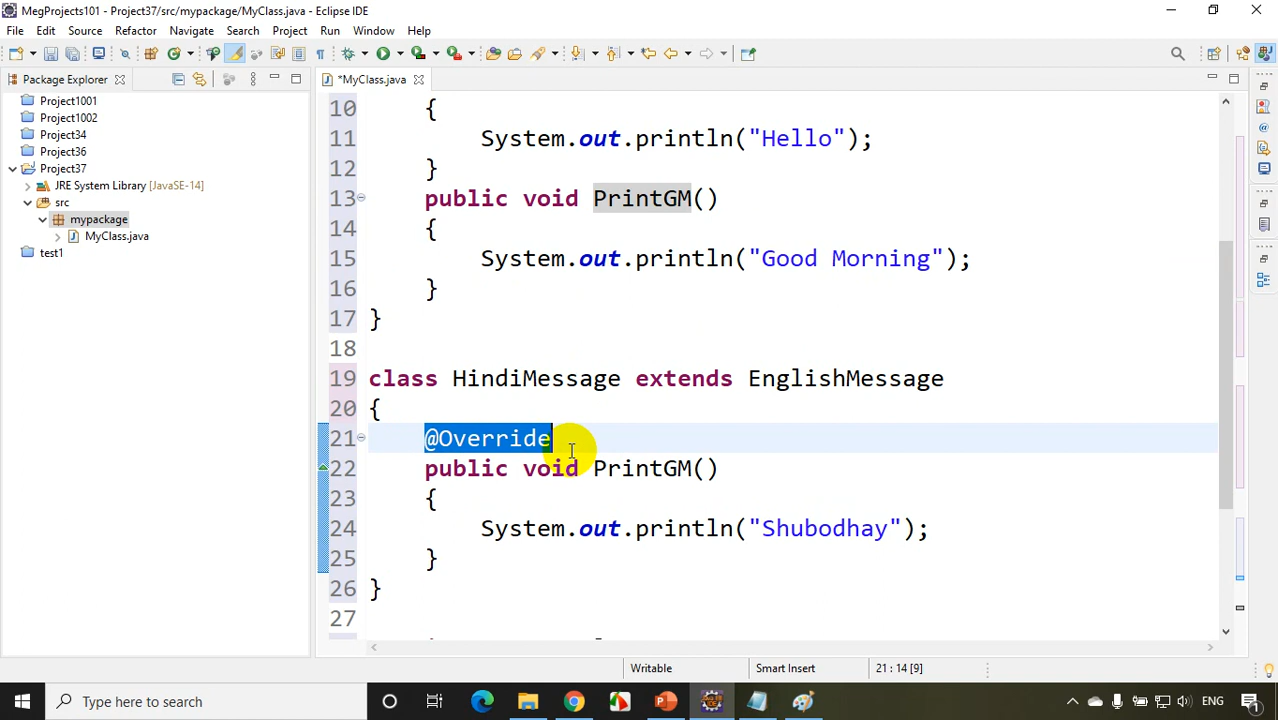 MegProjects101 - Project37/src/mypackage/MyClass.java - Eclipse IDE
File Edit Source Refactor Navigate Search Project Run Window Help
Package Explorer
*MyClass.java
Project1001
Project1002
Project34
Project36
Project37
JRE System Library [JavaSE-14]
src
mypackage
MyClass.java
test1
10 {
11 System.out.println("Hello");
12 }
13 public void PrintGM()
14 {
15 System.out.println("Good Morning");
16 }
17 }
18
19 class HindiMessage extends EnglishMessage
20 {
21 @Override
22 public void PrintGM()
23 {
24 System.out.println("Shubodhay");
25 }
26 }
27
Writable Smart Insert 21 : 14 [9]
Type here to search
ENG